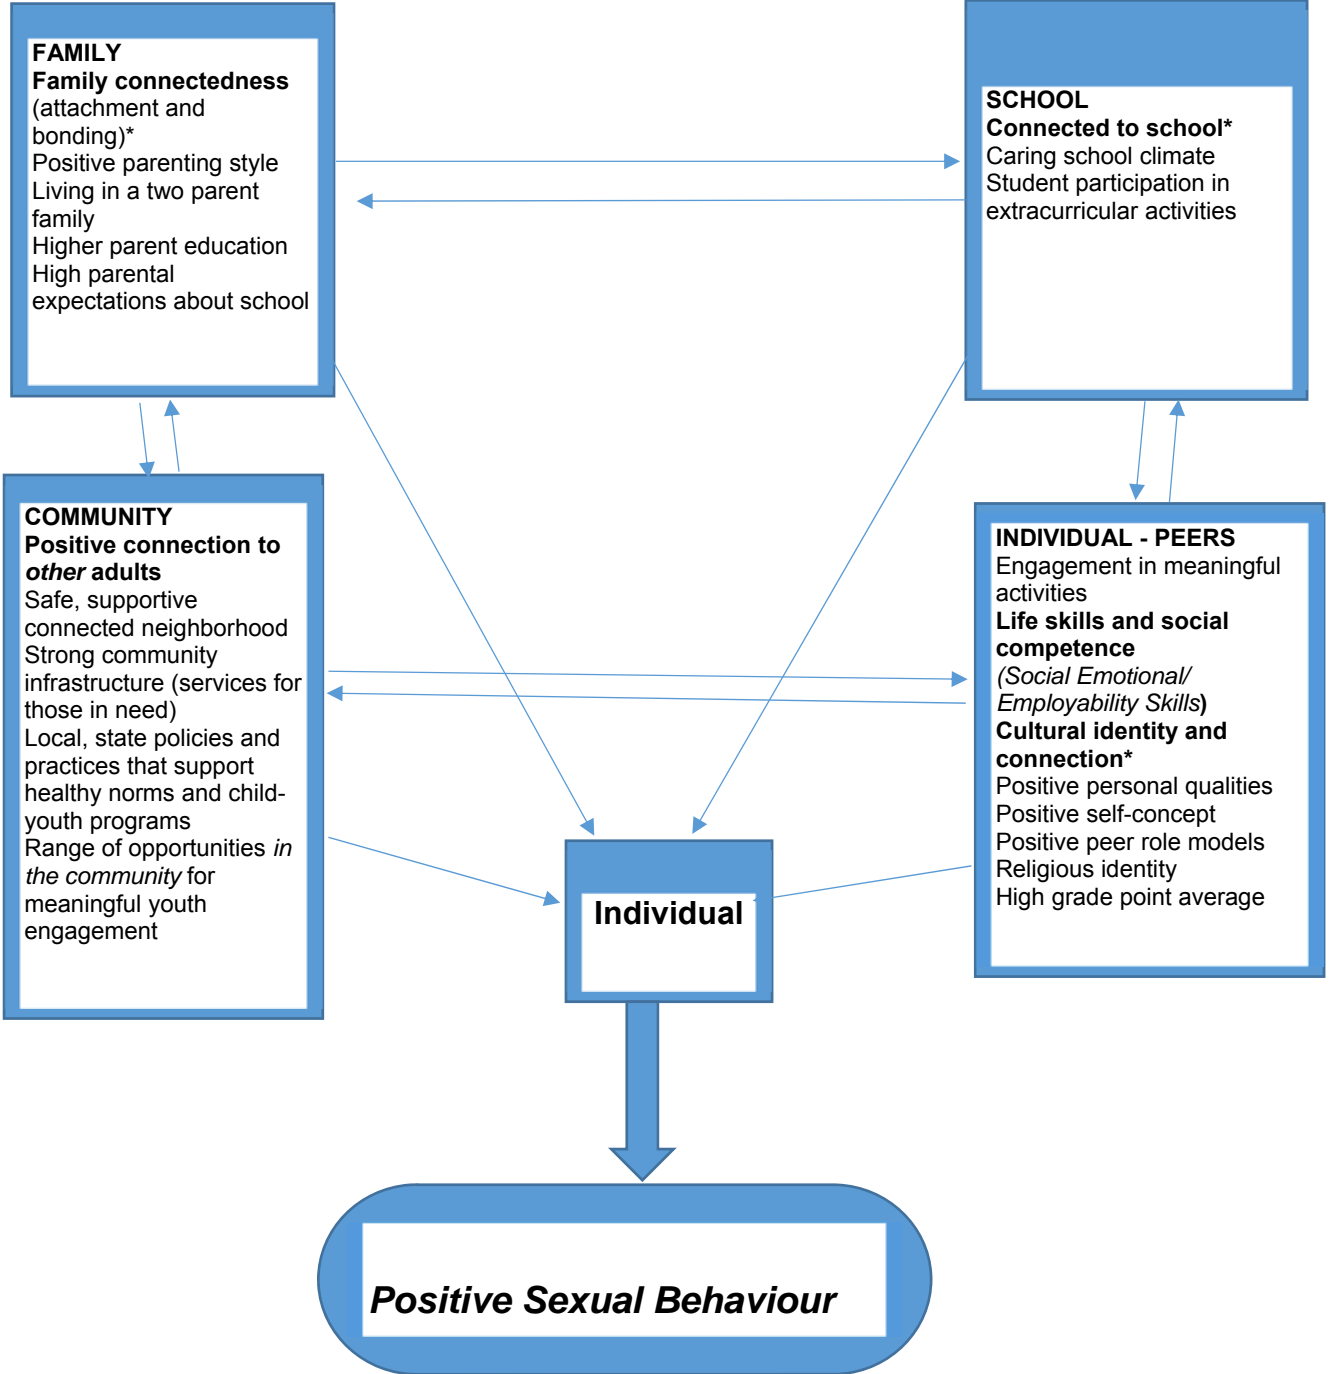 FAMILY
Family connectedness
(attachment and
bonding)*
Positive parenting style
Living in a two parent
family
Higher parent education
High parental
expectations about school
SCHOOL
Connected to school*
Caring school climate
Student participation in
extracurricular activities
COMMUNITY
Positive connection to
other adults
Safe, supportive
connected neighborhood
Strong community
infrastructure (services for
those in need)
Local, state policies and
practices that support
healthy norms and child-
youth programs
Range of opportunities in
the community for
meaningful youth
engagement
INDIVIDUAL - PEERS
Engagement in meaningful
activities
Life skills and social
competence
(Social Emotional/
Employability Skills)
Cultural identity and
connection*
Positive personal qualities
Positive self-concept
Positive peer role models
Religious identity
High grade point average
Individual
Positive Sexual Behaviour